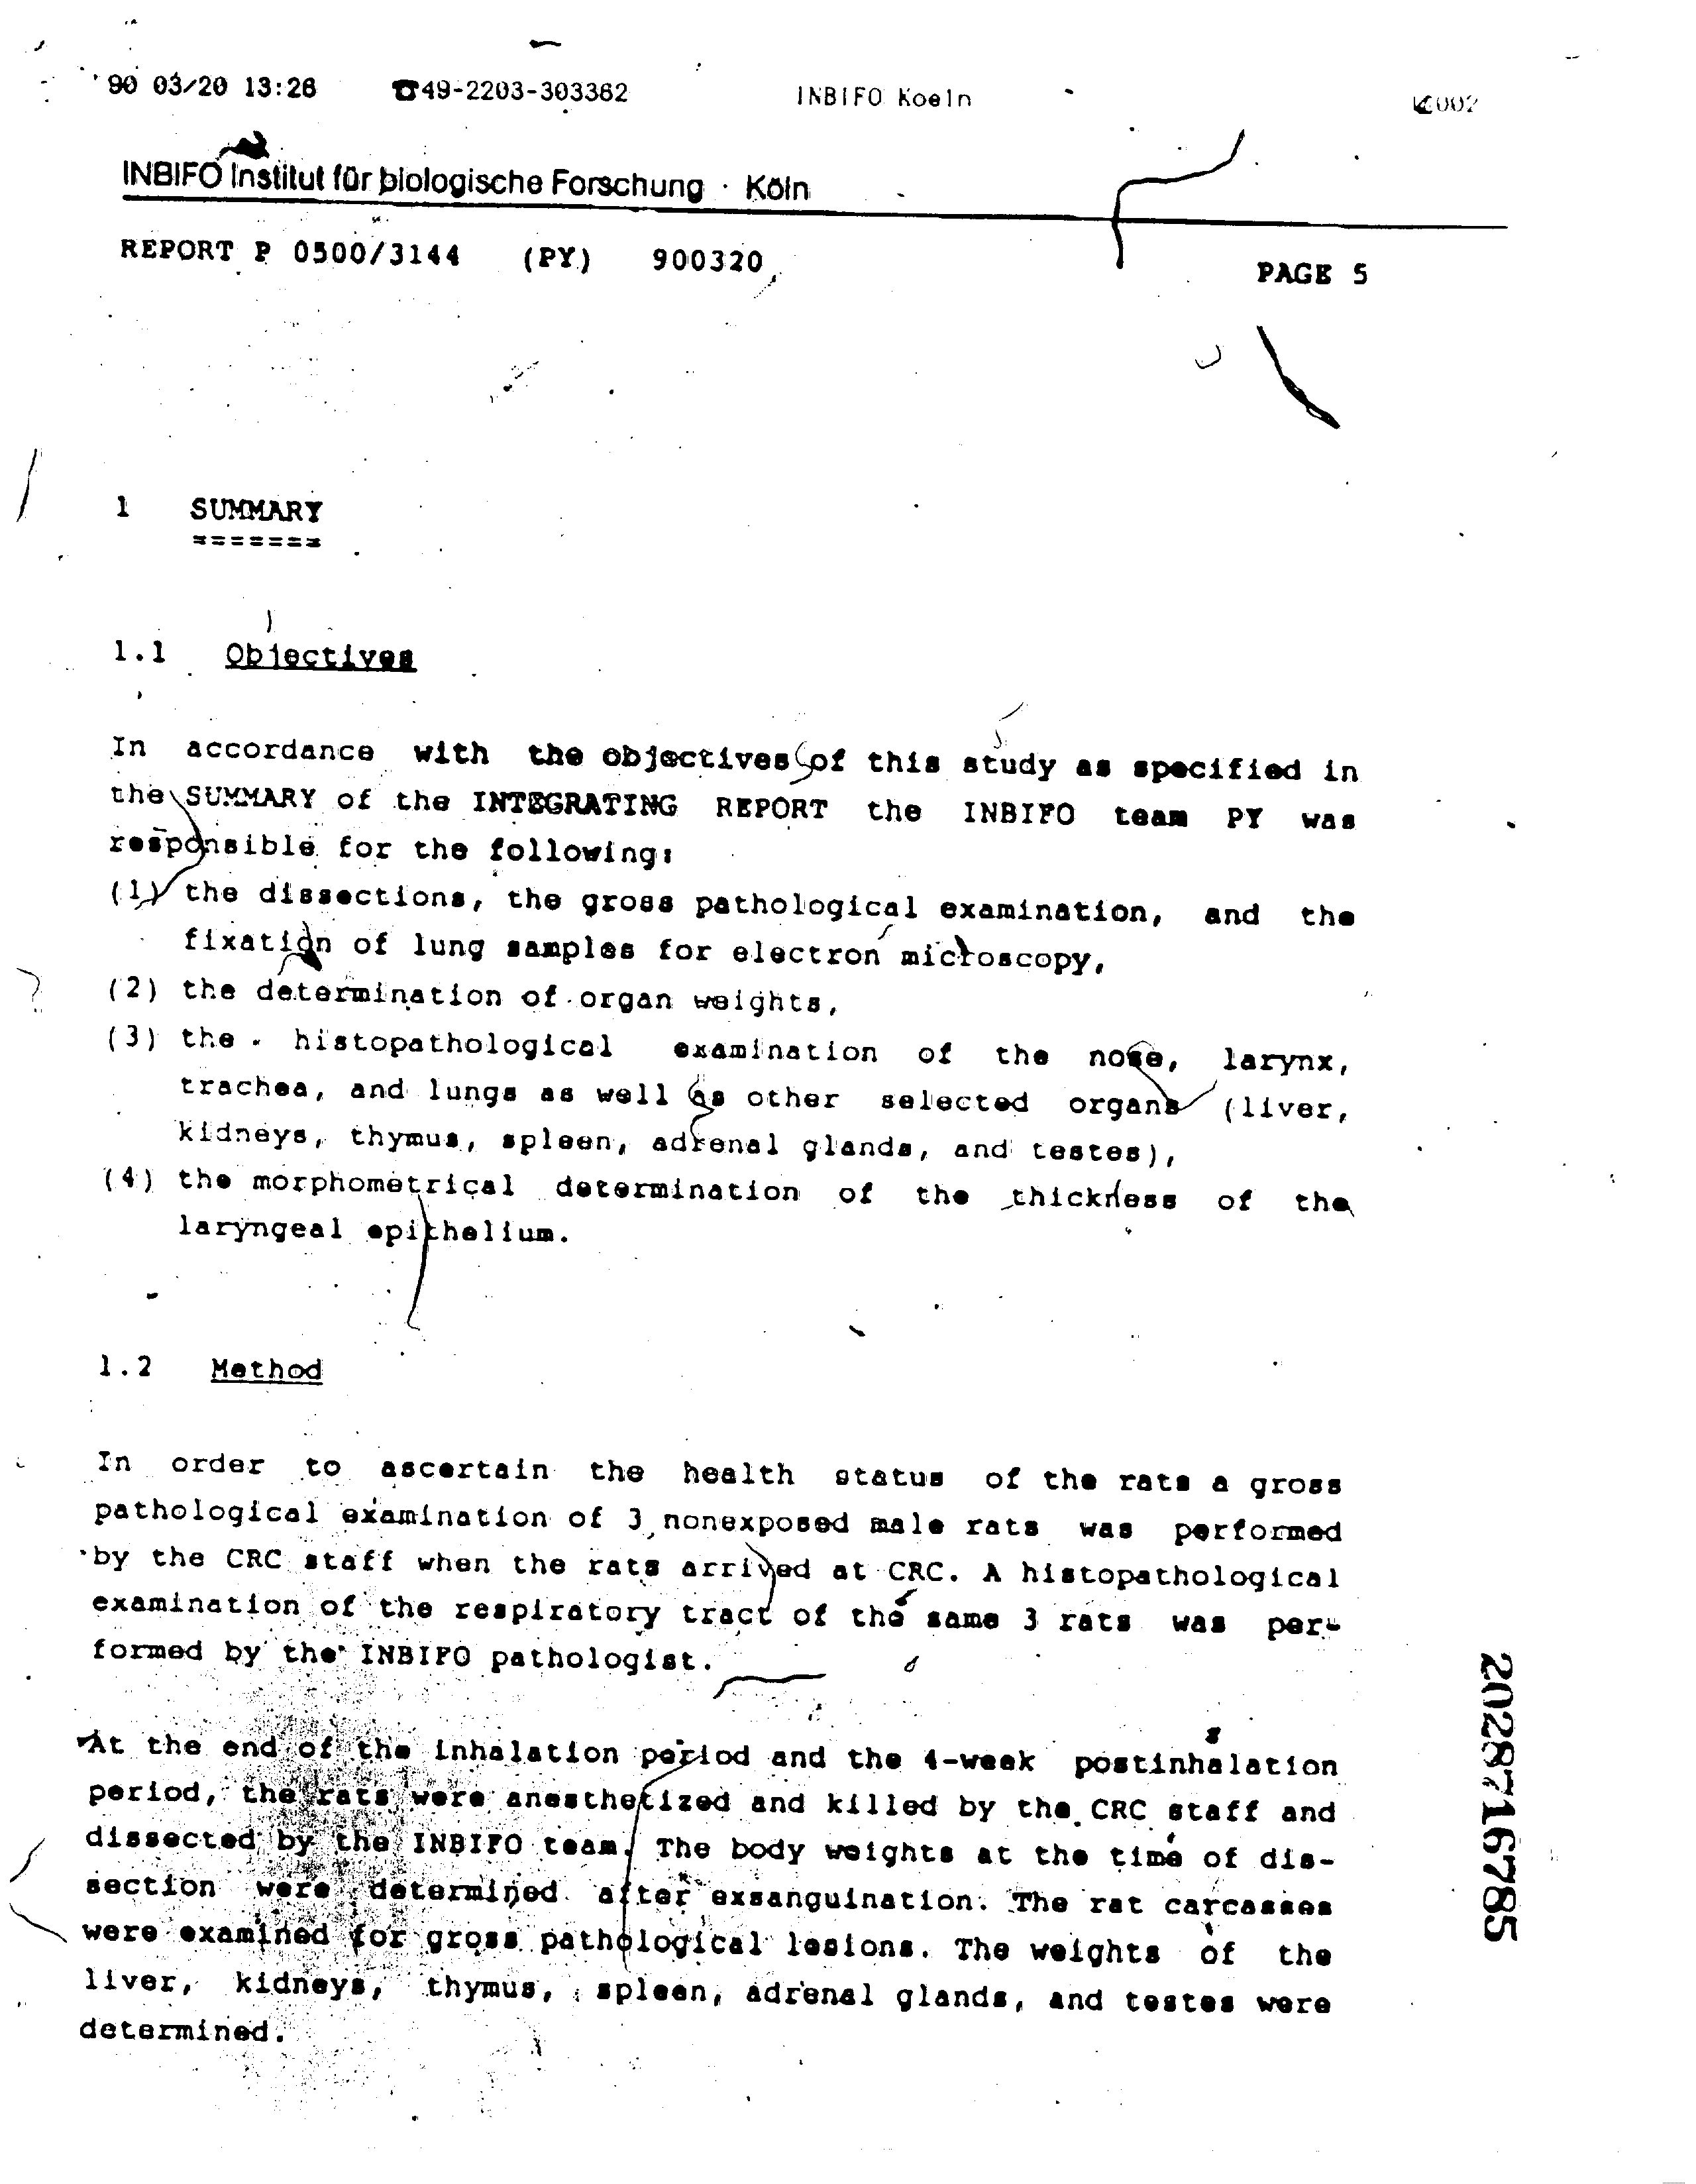 90 03/20 13:26 ☎49-2203-303362 INBIFO Koeln 002
INBIFO Institut für biologische Forschung · Köln
REPORT P 0500/3144 (PY) 900320
PAGE 5
1 SUMMARY
=======
1.1 Objectives
In accordance with the objectives of this study as specified in
the SUMMARY of the INTEGRATING REPORT the INBIFO team PY was
responsible for the following:
(1) the dissections, the gross pathological examination, and the
fixation of lung samples for electron microscopy,
(2) the determination of organ weights,
(3) the histopathological examination of the nose, larynx,
trachea, and lungs as well as other selected organs (liver,
kidneys, thymus, spleen, adrenal glands, and testes),
(4) the morphometrical determination of the thickness of the
laryngeal epithelium.
1.2 Method
In order to ascertain the health status of the rats a gross
pathological examination of 3 nonexposed male rats was performed
by the CRC staff when the rats arrived at CRC. A histopathological
examination of the respiratory tract of the same 3 rats was per-
formed by the INBIFO pathologist.
At the end of the inhalation period and the 4-week postinhalation
period, the rats were anesthetized and killed by the CRC staff and
dissected by the INBIFO team. The body weights at the time of dis-
section were determined after exsanguination. The rat carcasses
were examined for gross pathological lesions. The weights of the
liver, kidneys, thymus, spleen, adrenal glands, and testes were
determined.
2028716785